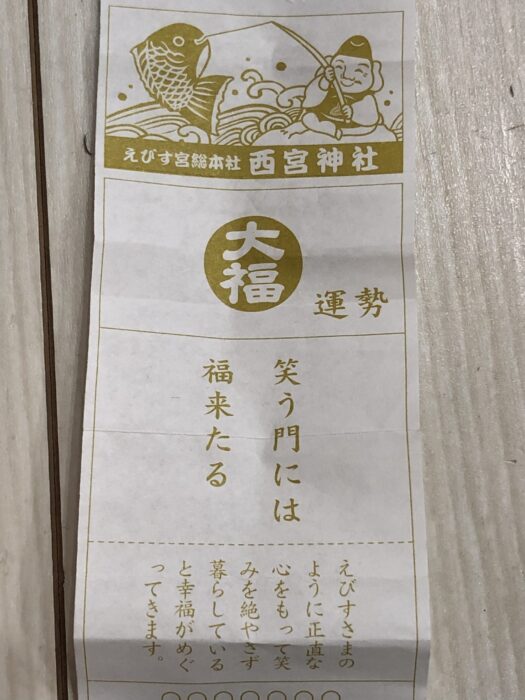 えびす宮総本社 西宮神社
大福
運勢
笑う門には
福来たる
えびすさまの
ように正直な
心をもって笑
みを絶やさず
暮らしている
と幸福がめぐ
ってきます。